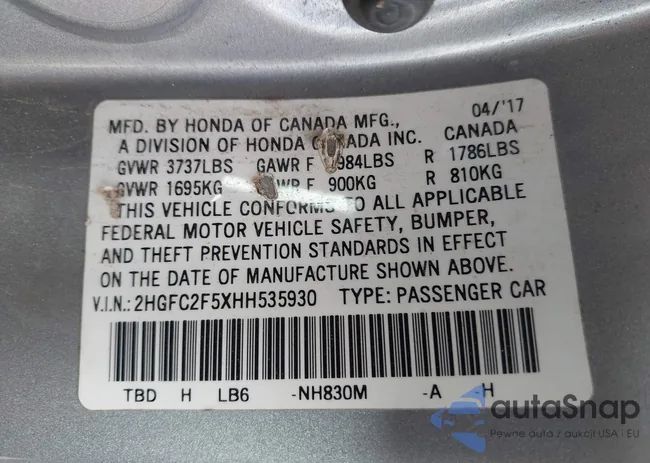 04/'17
MFD. BY HONDA OF CANADA MFG.,
A DIVISION OF HONDA CANADA INC. CANADA
GVWR 3737LBS GAWR F 1984LBS R 1786LBS
GVWR 1695KG GAWR F 900KG R 810KG
THIS VEHICLE CONFORMS TO ALL APPLICABLE
FEDERAL MOTOR VEHICLE SAFETY, BUMPER,
AND THEFT PREVENTION STANDARDS IN EFFECT
ON THE DATE OF MANUFACTURE SHOWN ABOVE.
V.I.N.: 2HGFC2F5XHH535930 TYPE: PASSENGER CAR
TBD H LB6 -NH830M -A H
autaSnap
Pewne auta z aukcji USA - EU